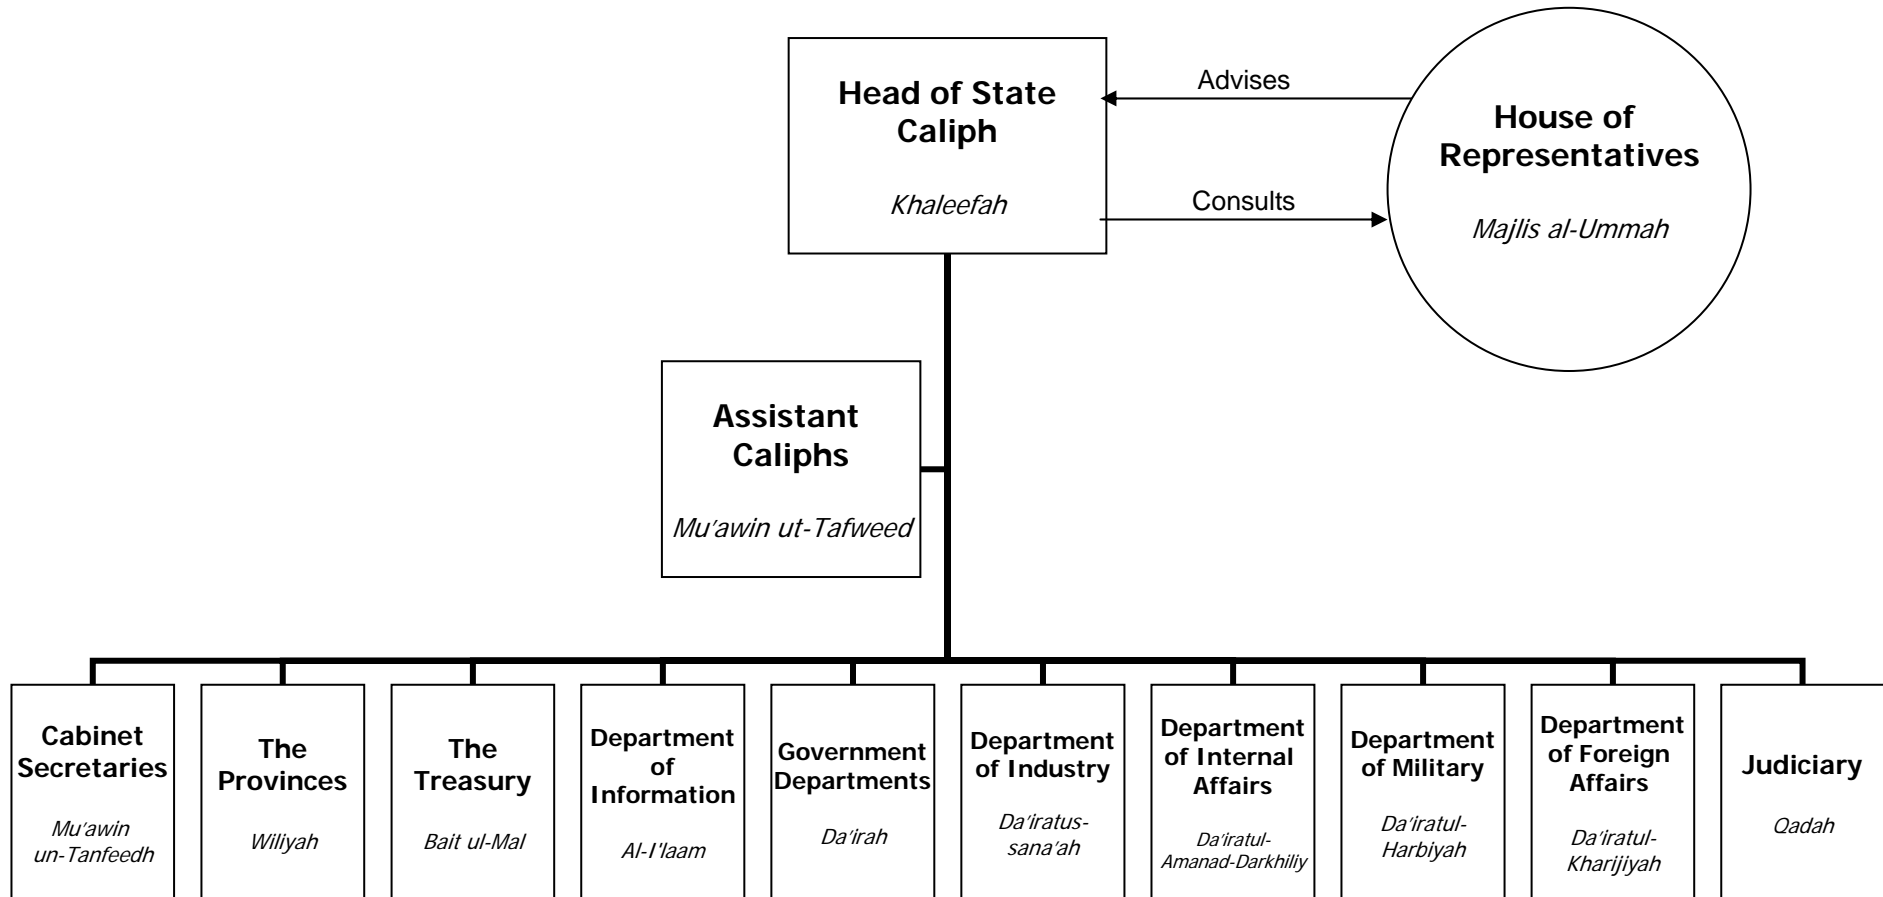 Head of State
Caliph
Khaleefah
Advises
Consults
House of
Representatives
Majlis al-Ummah
Assistant
Caliphs
Mu'awin ut-Tafweed
Cabinet
Secretaries
Mu'awin
un-Tanfeedh
The
Provinces
Wiliyah
The
Treasury
Bait ul-Mal
Department
of
Information
Al-I'laam
Government
Departments
Da'irah
Department
of Industry
Da'iratus-
sana'ah
Department
of Internal
Affairs
Da'iratul-
Amanad-Darkhiliy
Department
of Military
Da'iratul-
Harbiyah
Department
of Foreign
Affairs
Da'iratul-
Kharijiyah
Judiciary
Qadah